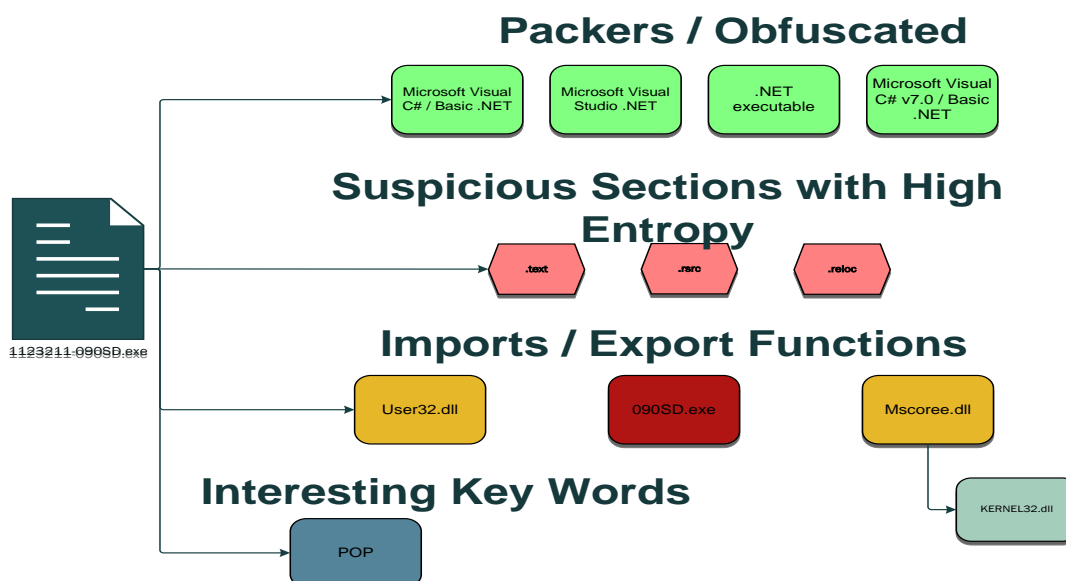 Packers / Obfuscated
Microsoft Visual
C# / Basic .NET
Microsoft Visual
Studio .NET
.NET
executable
Microsoft Visual
C# v7.0 / Basic
.NET
Suspicious Sections with High
Entropy
.text
.rsrc
.reloc
1123211-090SD.exe
Imports / Export Functions
User32.dll
090SD.exe
Mscoree.dll
Interesting Key Words
KERNEL32.dll
POP